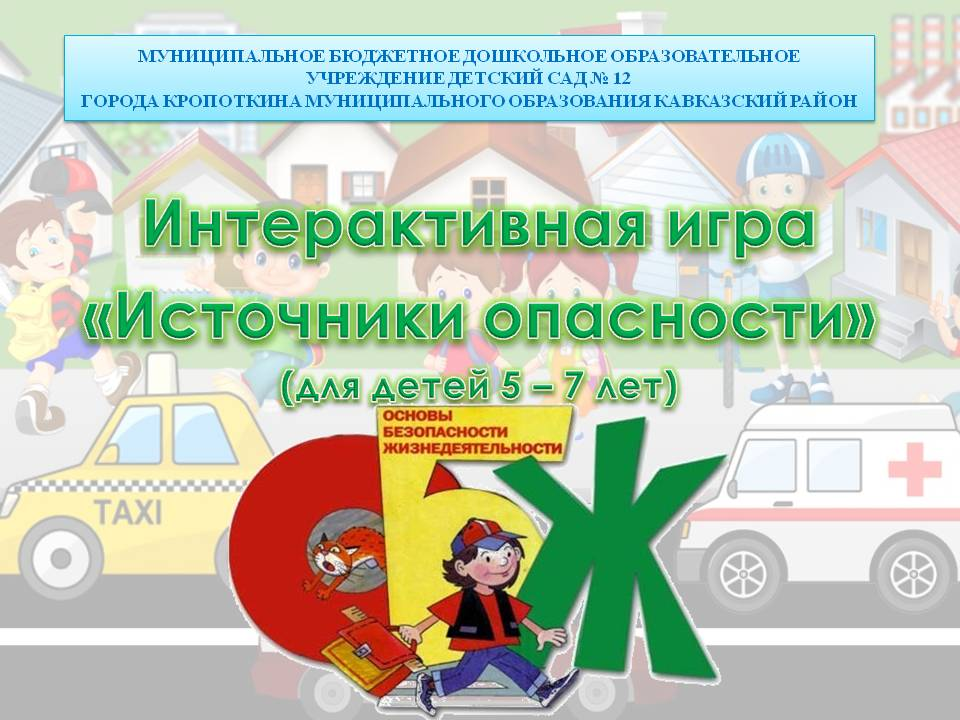 МУНИЦИПАЛЬНОЕ БЮДЖЕТНОЕ ДОШКОЛЬНОЕ ОБРАЗОВАТЕЛЬНОЕ
УЧРЕЖДЕНИЕ ДЕТСКИЙ САД № 12
ГОРОДА КРОПОТКИНА МУНИЦИПАЛЬНОГО ОБРАЗОВАНИЯ КАВКАЗСКИЙ РАЙОН
Интерактивная игра
«Источники опасности»
(для детей 5 – 7 лет)
ОСНОВЫ
БЕЗОПАСНОСТИ
ЖИЗНЕДЕЯТЕЛЬНОСТИ
ОБЖ
TAXI